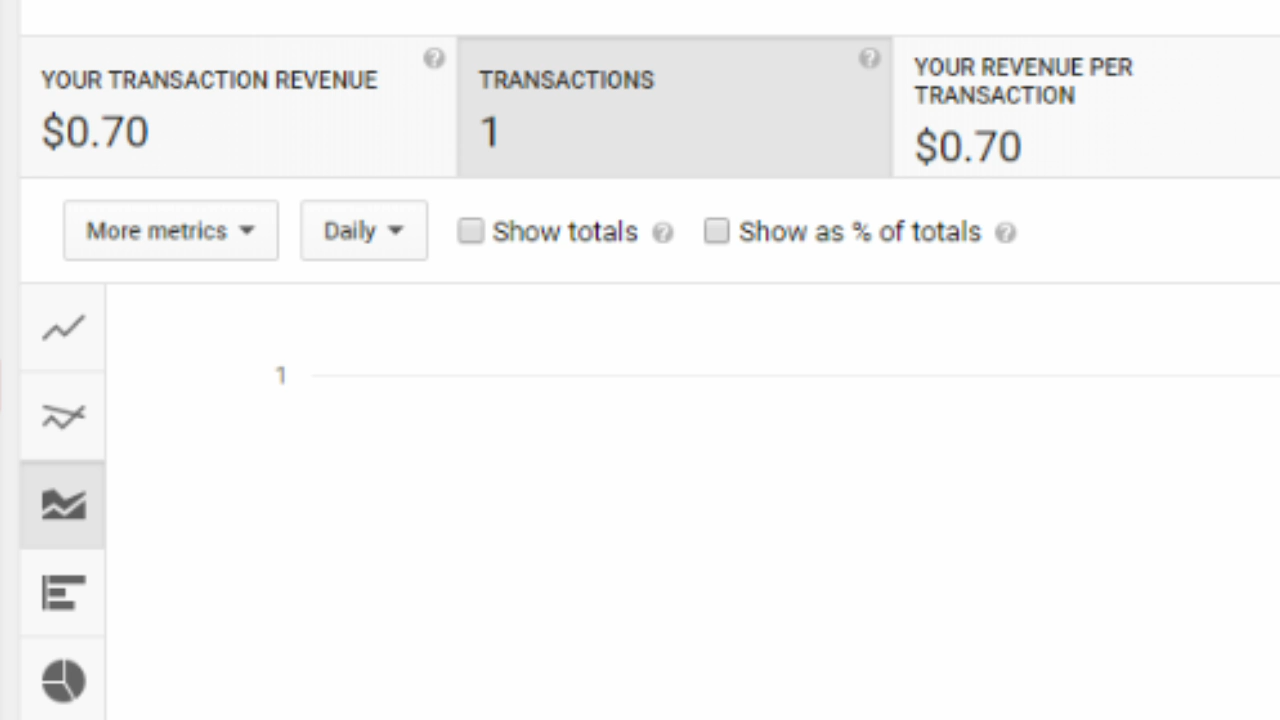 YOUR TRANSACTION REVENUE
$0.70
TRANSACTIONS
1
YOUR REVENUE PER
TRANSACTION
$0.70
More metrics
Daily
Show totals
Show as % of totals
1